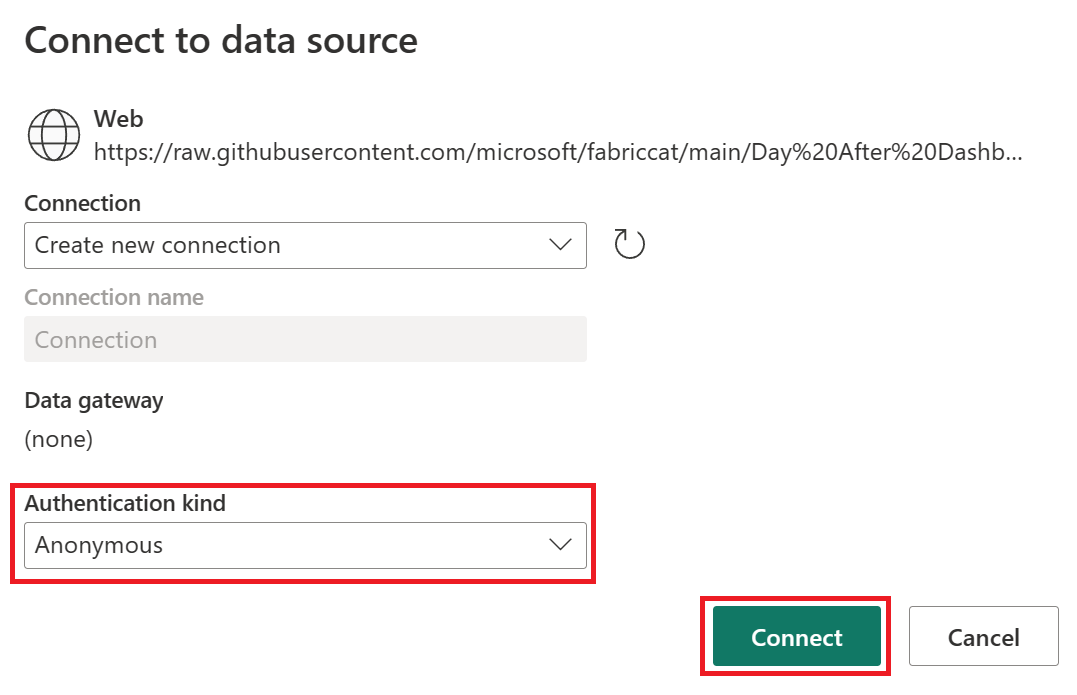 Connect to data source
Web
https://raw.githubusercontent.com/microsoft/fabriccat/main/Day%20After%20Dashb...
Connection
Create new connection
Connection name
Connection
Data gateway
(none)
Authentication kind
Anonymous
Connect
Cancel